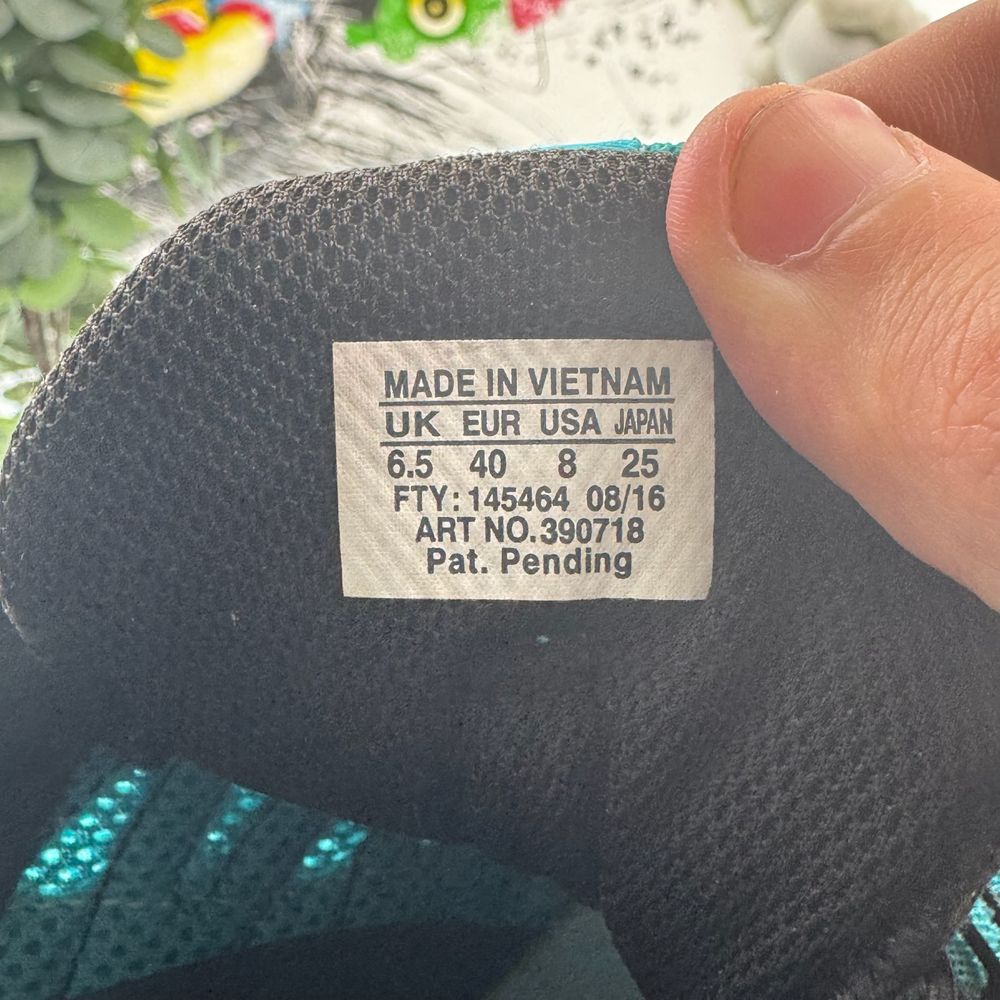 MADE IN VIETNAM
UK EUR USA JAPAN
6.5 40 8 25
FTY: 145464 08/16
ART NO. 390718
Pat. Pending